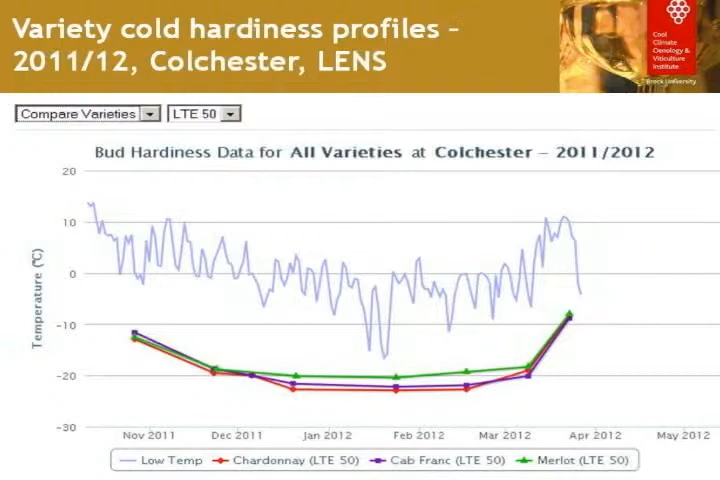 Variety cold hardiness profiles –
2011/12, Colchester, LENS
Cool
Climate
Oenology &
Viticulture
Institute
Brock University
Compare Varieties LTE 50
Bud Hardiness Data for All Varieties at Colchester – 2011/2012
Temperature (°C)
20
10
0
-10
-20
-30
Nov 2011 Dec 2011 Jan 2012 Feb 2012 Mar 2012 Apr 2012 May 2012
Low Temp Chardonnay (LTE 50) Cab Franc (LTE 50) Merlot (LTE 50)